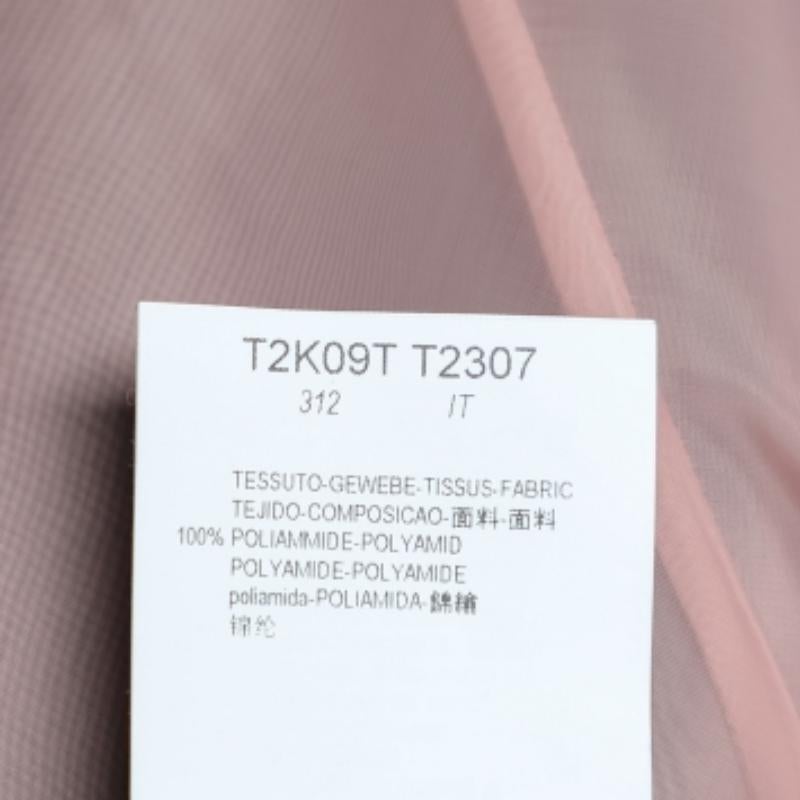 T2K09T T2307
312 IT
TESSUTO-GEWEBE-TISSUS-FABRIC
TEJIDO-COMPOSICAO-面料-面料
100% POLIAMMIDE-POLYAMID
POLYAMIDE-POLYAMIDE
poliamida-POLIAMIDA-錦綸
锦纶